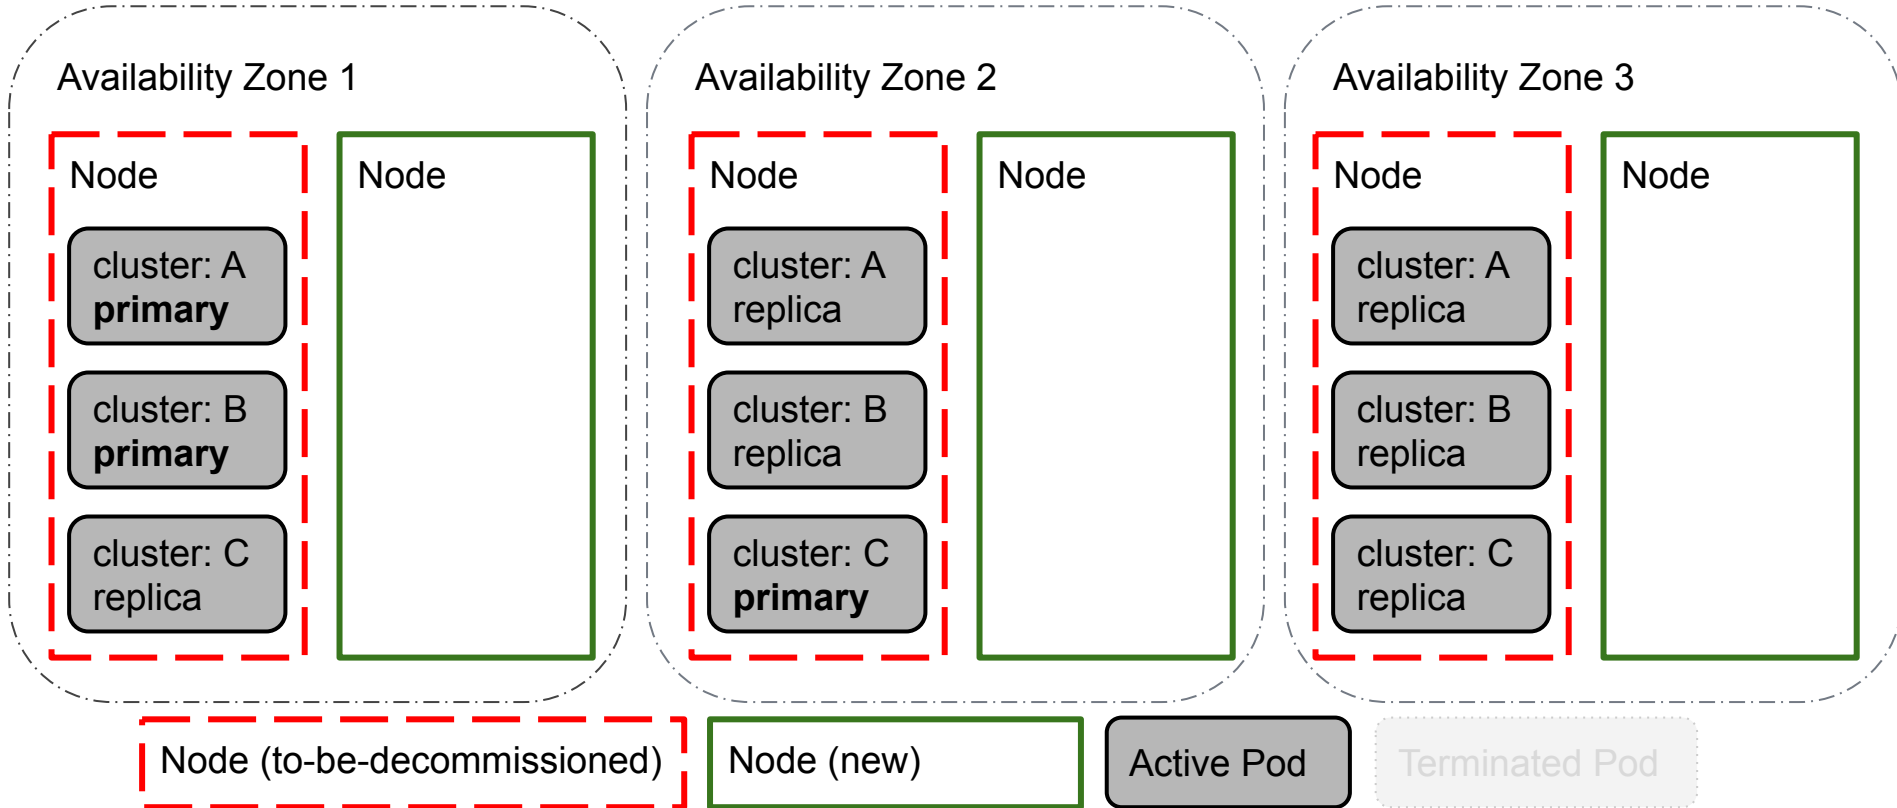 Availability Zone 1
Node
cluster: A
primary
cluster: B
primary
cluster: C
replica
Node
Availability Zone 2
Node
cluster: A
replica
cluster: B
replica
cluster: C
primary
Node
Availability Zone 3
Node
cluster: A
replica
cluster: B
replica
cluster: C
replica
Node
Node (to-be-decommissioned)
Node (new)
Active Pod
Terminated Pod